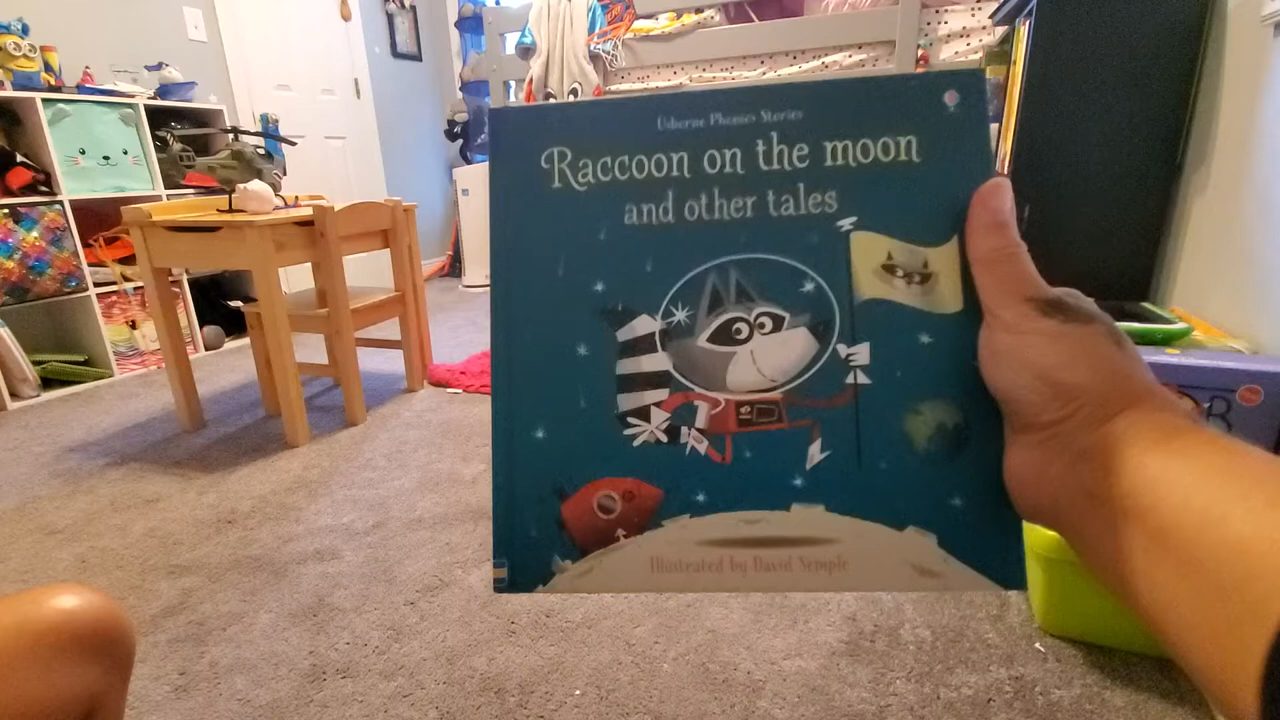 Usborne Phonics Stories
Raccoon on the moon
and other tales
Illustrated by David Semple